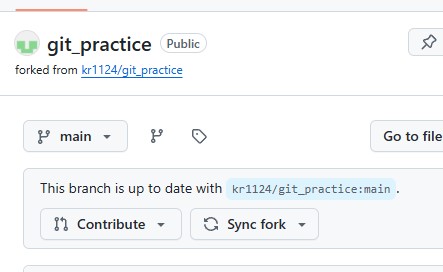 git_practice Public
forked from kr1124/git_practice
main
Go to file
This branch is up to date with kr1124/git_practice:main.
Contribute Sync fork